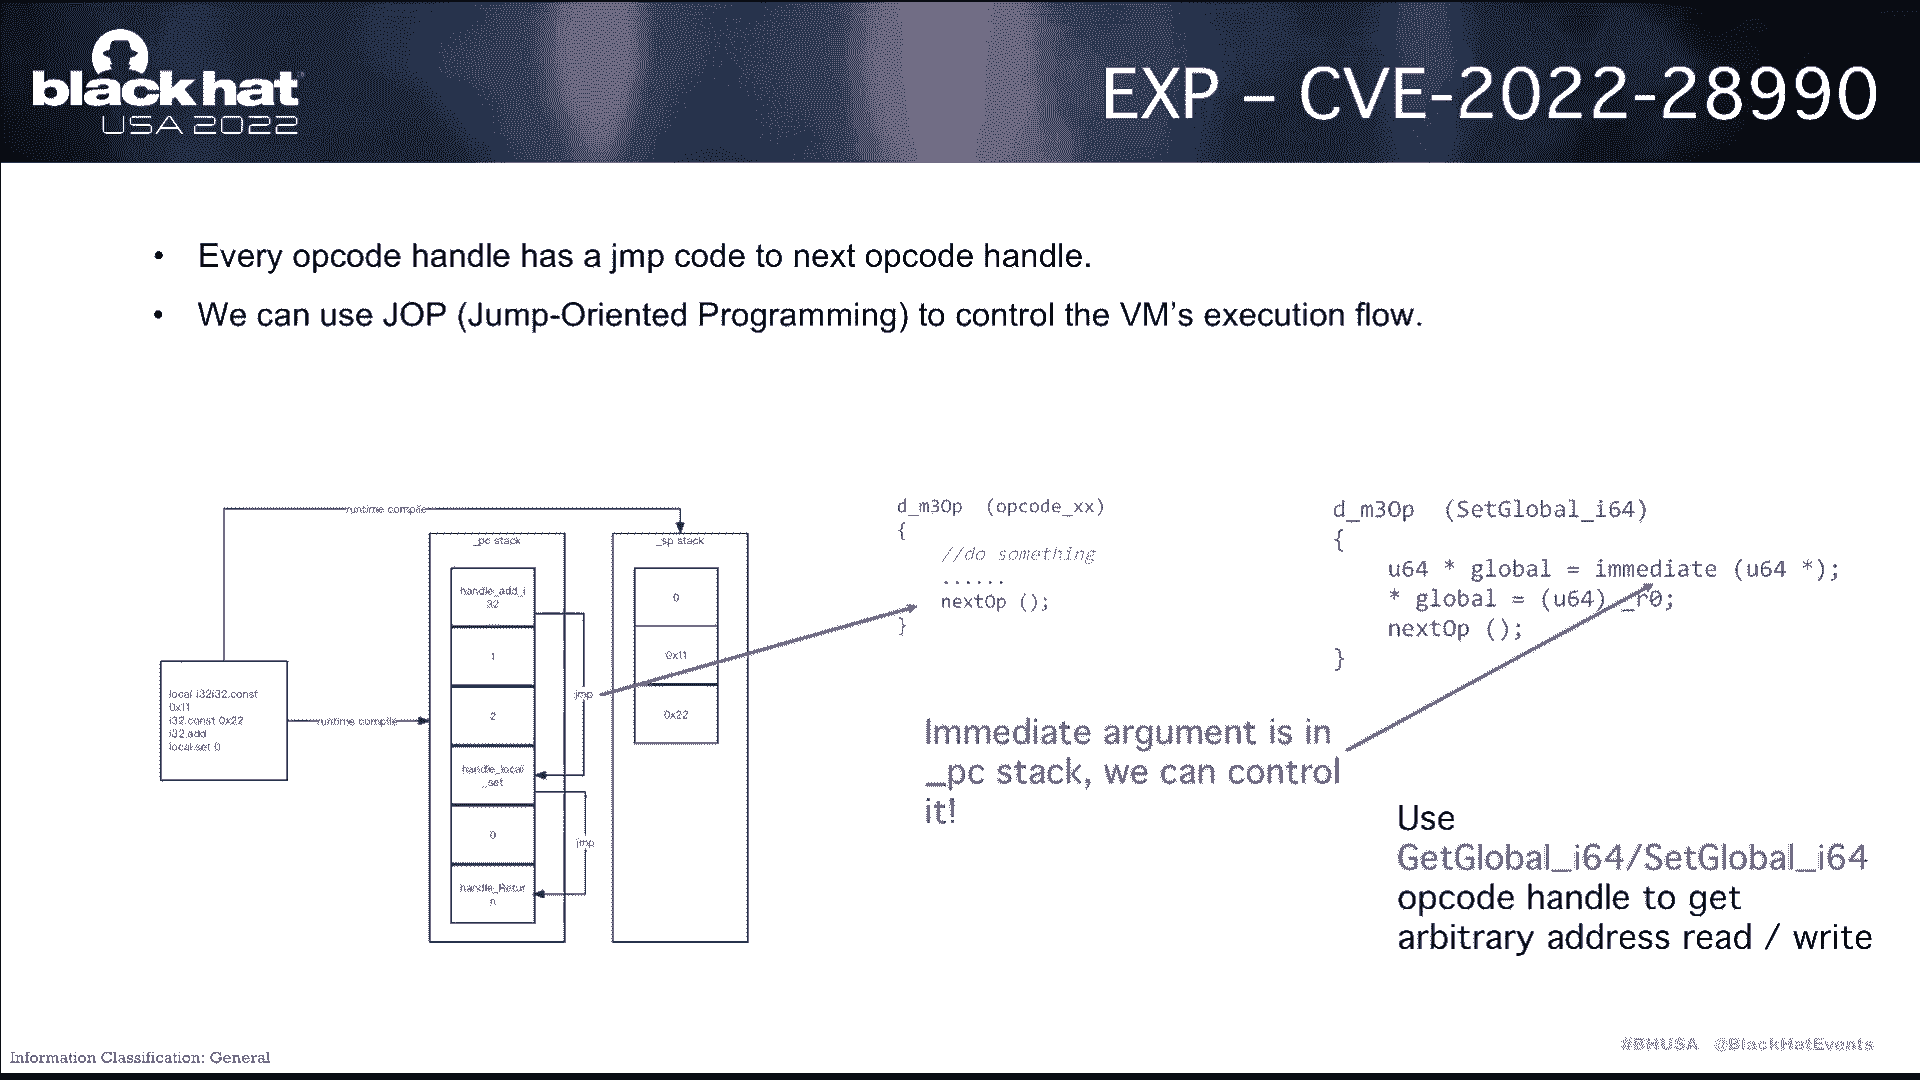 black hat
USA 2022
EXP – CVE-2022-28990
• Every opcode handle has a jmp code to next opcode handle.
• We can use JOP (Jump-Oriented Programming) to control the VM’s execution flow.
runtime compile
local i32i32.const
0x11
i32.const 0x22
i32.add
local.set 0
runtime compile
_pc stack
handle_add_i
32
1
2
handle_local
_set
0
handle_Retur
n
jmp
jmp
_sp stack
0
0x11
0x22
d_m3Op (opcode_xx)
{
//do something
......
nextOp ();
}
d_m3Op (SetGlobal_i64)
{
u64 * global = immediate (u64 *);
* global = (u64) _r0;
nextOp ();
}
Immediate argument is in
_pc stack, we can control
it!
Use
GetGlobal_i64/SetGlobal_i64
opcode handle to get
arbitrary address read / write
Information Classification: General
#BHUSA @BlackHatEvents